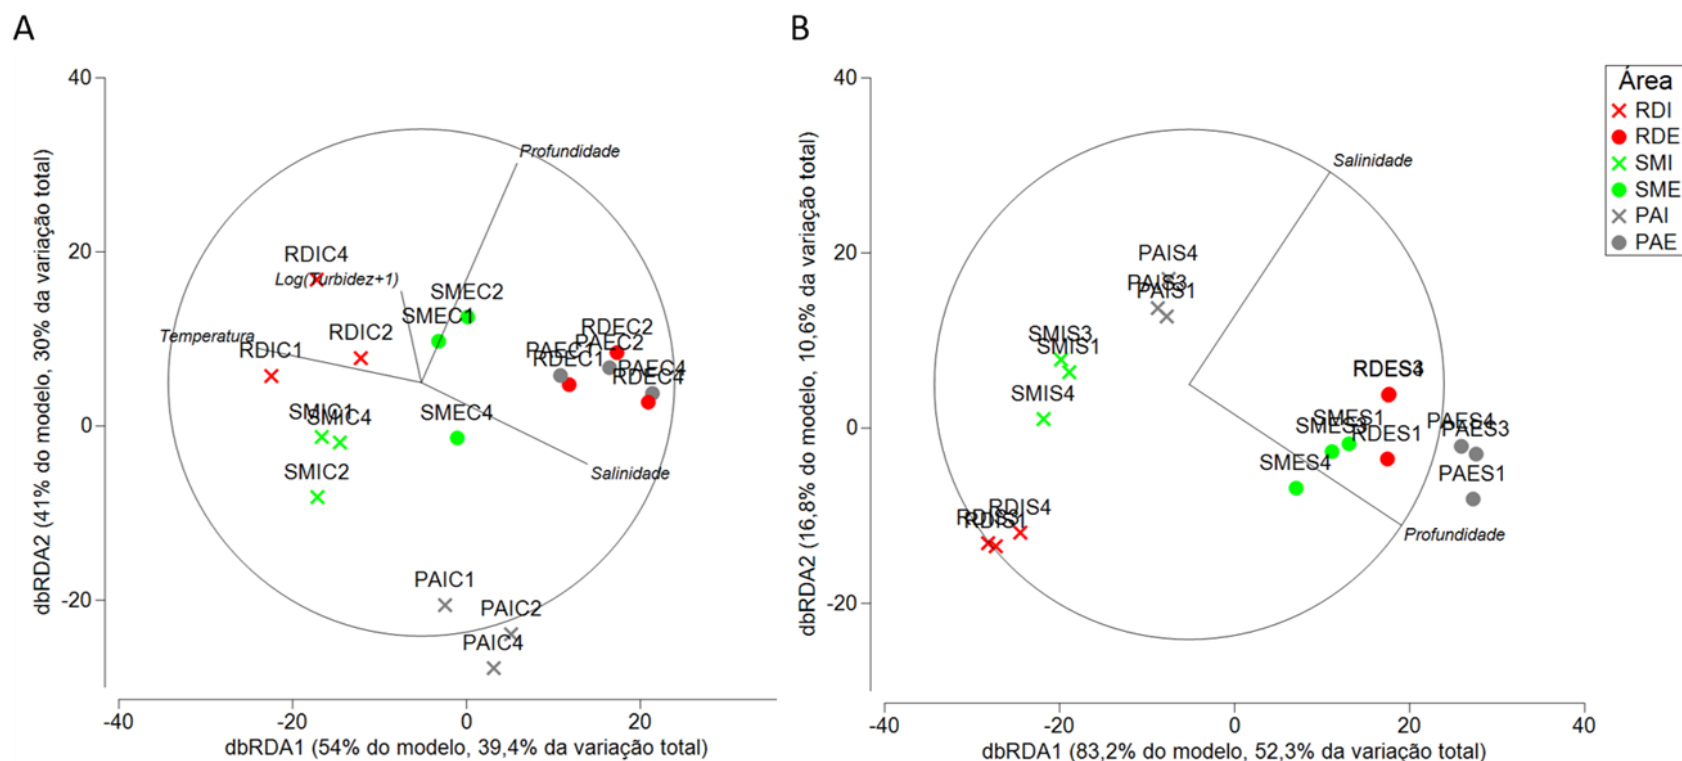 A
B
40
20
0
-20
-40
-20
0
20
dbRDA2 (41% do modelo, 30% da variação total)
dbRDA1 (54% do modelo, 39,4% da variação total)
Profundidade
RDIC4
Log(Turbidez+1)
SMEC2
SMEC1
Temperatura
RDIC2
RDIC1
RDEC2
PAEC2
PAEC1
RDEC1
PAEC4
RDEC4
SMIC1
SMIC4
SMEC4
SMIC2
Salinidade
PAIC1
PAIC2
PAIC4
40
20
0
-20
-40
-20
0
20
40
dbRDA2 (16,8% do modelo, 10,6% da variação total)
dbRDA1 (83,2% do modelo, 52,3% da variação total)
Salinidade
PAIS4
PAIS3
PAIS1
SMIS3
SMIS1
SMIS4
RDES1
SMES1
SMES3
PAES4
PAES3
SMES4
PAES1
RDIS4
RDIS1
Profundidade
Área
RDI
RDE
SMI
SME
PAI
PAE